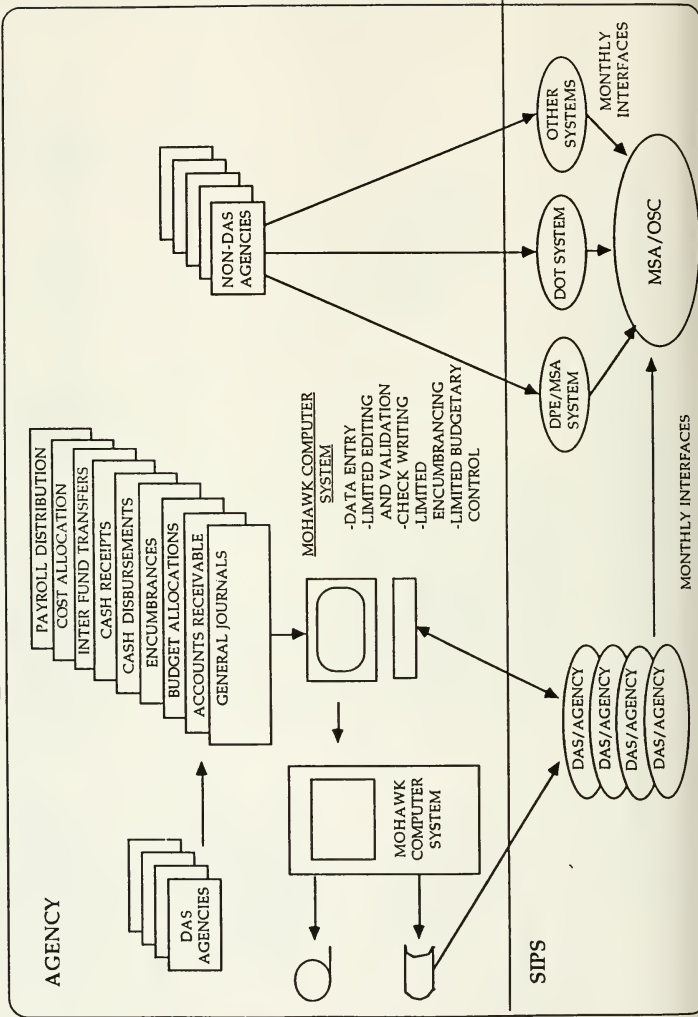 AGENCY
DAS
AGENCIES
PAYROLL DISTRIBUTION
COST ALLOCATION
INTER FUND TRANSFERS
CASH RECEIPTS
CASH DISBURSEMENTS
ENCUMBRANCES
BUDGET ALLOCATIONS
ACCOUNTS RECEIVABLE
GENERAL JOURNALS
NON-DAS
AGENCIES
MOHAWK COMPUTER
SYSTEM
-DATA ENTRY
-LIMITED EDITING
AND VALIDATION
-CHECK WRITING
-LIMITED
ENCUMBRANCING
-LIMITED BUDGETARY
CONTROL
MOHAWK
COMPUTER
SYSTEM
SIPS
DAS/AGENCY
DAS/AGENCY
DAS/AGENCY
DAS/AGENCY
MONTHLY INTERFACES
DPE/MSA
SYSTEM
DOT SYSTEM
OTHER
SYSTEMS
MONTHLY
INTERFACES
MSA/OSC